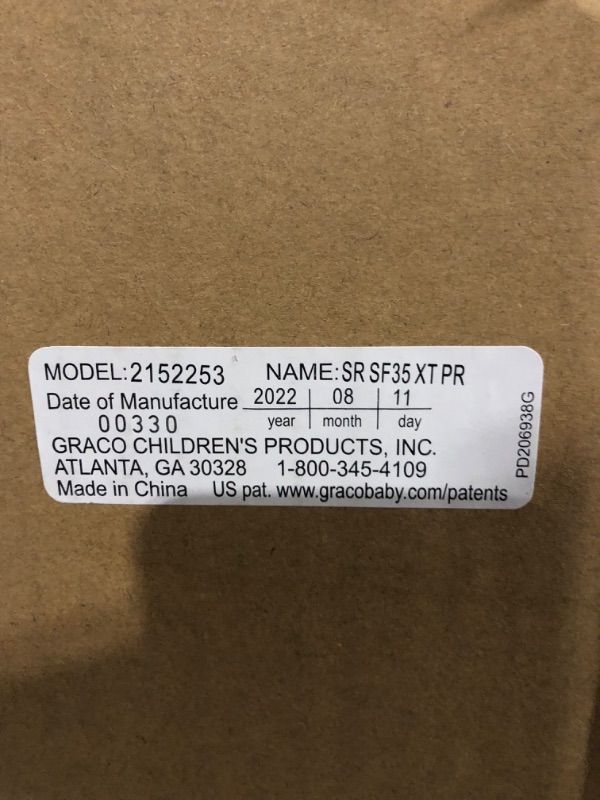 MODEL:2152253 NAME:SR SF35 XT PR
Date of Manufacture 2022 | 08 | 11
00330 year | month | day
GRACO CHILDREN'S PRODUCTS, INC.
ATLANTA, GA 30328 1-800-345-4109
Made in China US pat. www.gracobaby.com/patents
PD206938G